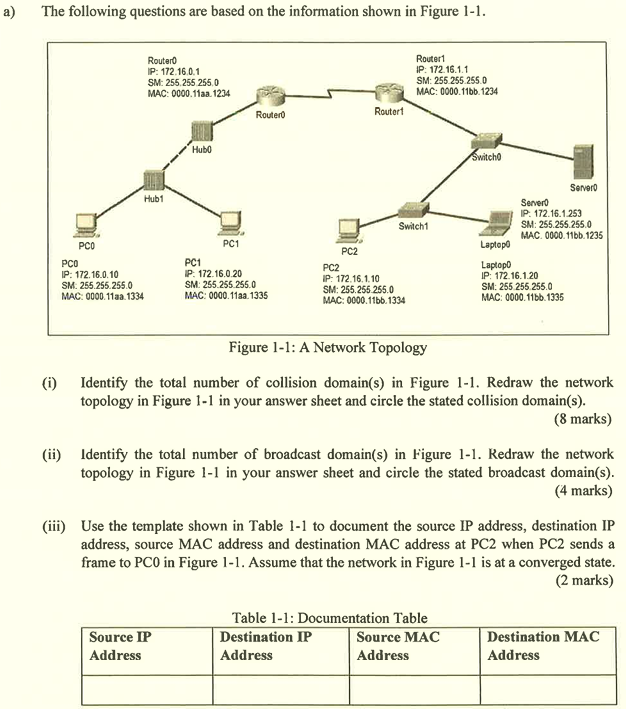 a) The following questions are based on the information shown in Figure 1-1.
Router0
IP: 172.16.0.1
SM: 255.255.255.0
MAC: 0000.11aa.1234
Router0
Router1
IP: 172.16.1.1
SM: 255.255.255.0
MAC: 0000.11bb.1234
Router1
Hub0
Switch0
Server0
Hub1
Switch1
Server0
IP: 172.16.1.253
SM: 255.255.255.0
MAC. 0000.11bb.1235
PC0
PC1
PC2
Laptop0
PC0
IP: 172.16.0.10
SM: 255.255.255.0
MAC: 0000.11aa.1334
PC1
IP: 172.16.0.20
SM: 255.255.255.0
MAC: 0000.11aa.1335
PC2
IP: 172.16.1.10
SM: 255.255.255.0
MAC: 0000.11bb.1334
Laptop0
IP: 172.16.1.20
SM: 255.255.255.0
MAC: 0000.11bb.1335
Figure 1-1: A Network Topology
(i) Identify the total number of collision domain(s) in Figure 1-1. Redraw the network
topology in Figure 1-1 in your answer sheet and circle the stated collision domain(s).
(8 marks)
(ii) Identify the total number of broadcast domain(s) in Figure 1-1. Redraw the network
topology in Figure 1-1 in your answer sheet and circle the stated broadcast domain(s).
(4 marks)
(iii) Use the template shown in Table 1-1 to document the source IP address, destination IP
address, source MAC address and destination MAC address at PC2 when PC2 sends a
frame to PC0 in Figure 1-1. Assume that the network in Figure 1-1 is at a converged state.
(2 marks)
Table 1-1: Documentation Table
Source IP Destination IP Source MAC Destination MAC
Address Address Address Address